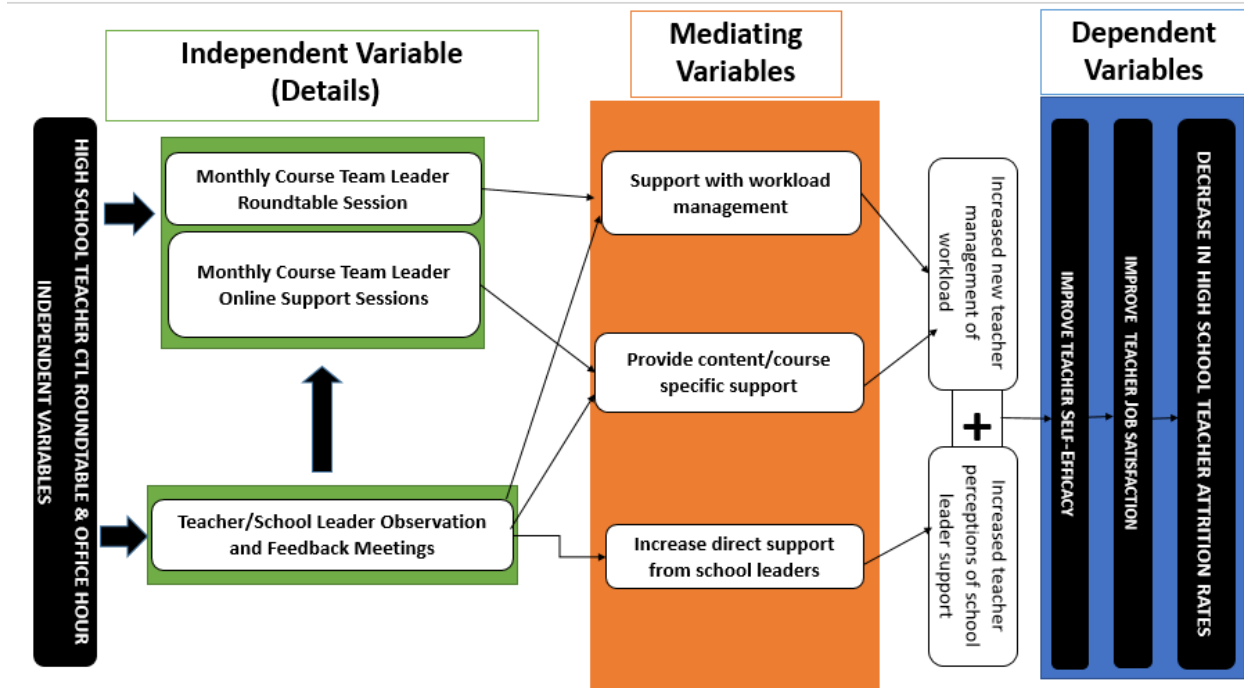 Independent Variable
(Details)
Mediating
Variables
Dependent
Variables
HIGH SCHOOL TEACHER CTL ROUNDTABLE & OFFICE HOUR
INDEPENDENT VARIABLES
Monthly Course Team Leader
Roundtable Session
Monthly Course Team Leader
Online Support Sessions
Teacher/School Leader Observation
and Feedback Meetings
Support with workload
management
Provide content/course
specific support
Increase direct support
from school leaders
Increased new teacher
management of
workload
+
Increased teacher
perceptions of school
leader support
IMPROVE TEACHER SELF-EFFICACY
IMPROVE TEACHER JOB SATISFACTION
DECREASE IN HIGH SCHOOL TEACHER ATTRITION RATES